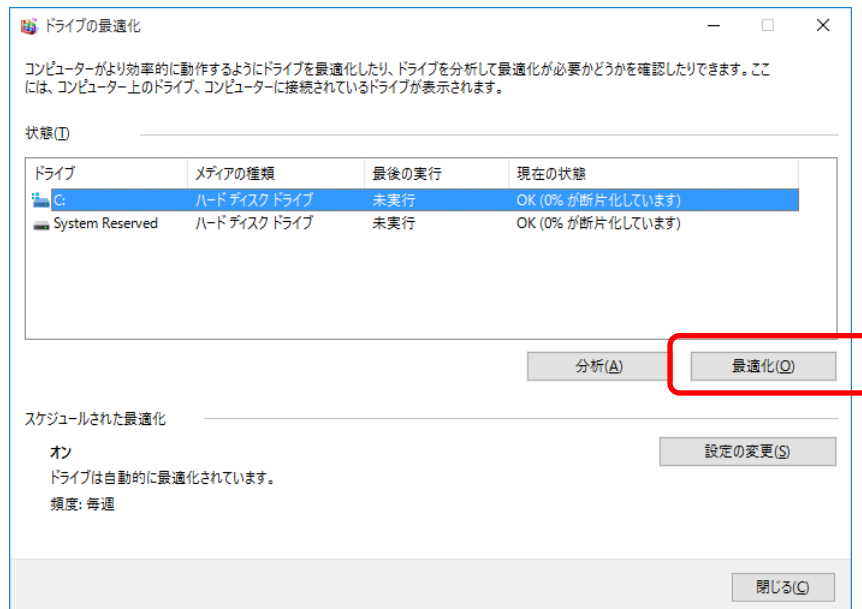 ドライブの最適化
コンピューターがより効率的に動作するようにドライブを最適化したり、ドライブを分析して最適化が必要かどうかを確認したりできます。ここ
には、コンピューター上のドライブ、コンピューターに接続されているドライブが表示されます。
状態(T)
ドライブ メディアの種類 最後の実行 現在の状態
C: ハード ディスク ドライブ 未実行 OK (0% が断片化しています)
System Reserved ハード ディスク ドライブ 未実行 OK (0% が断片化しています)
分析(A) 最適化(O)
スケジュールされた最適化
オン 設定の変更(S)
ドライブは自動的に最適化されています。
頻度: 毎週
閉じる(C)